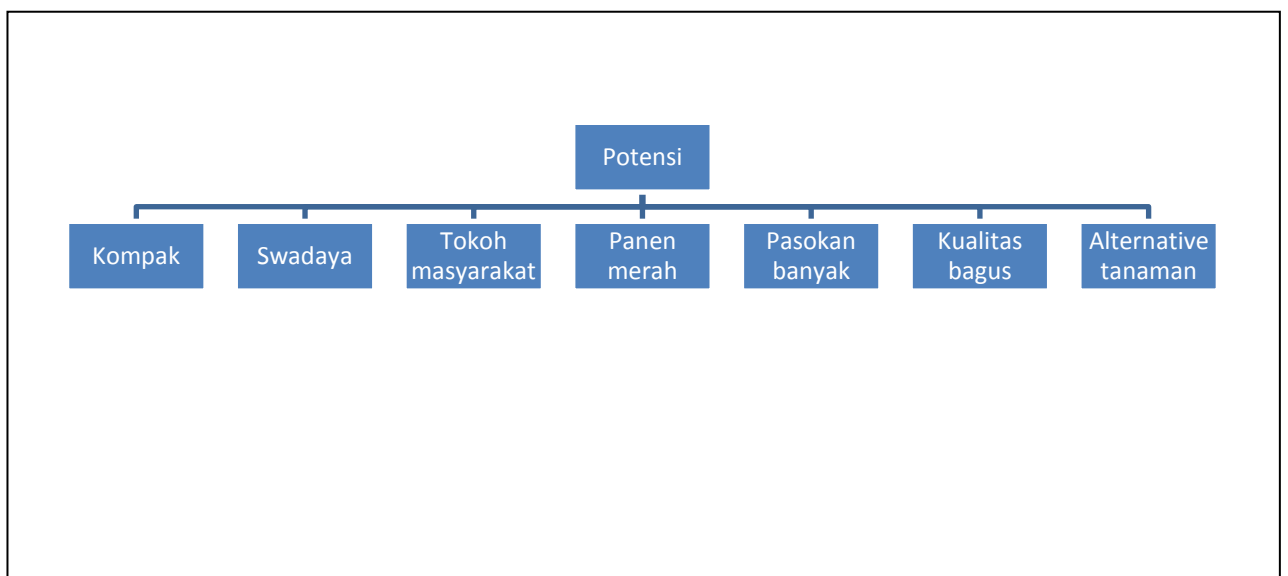 Potensi
Kompak
Swadaya
Tokoh
masyarakat
Panen
merah
Pasokan
banyak
Kualitas
bagus
Alternative
tanaman